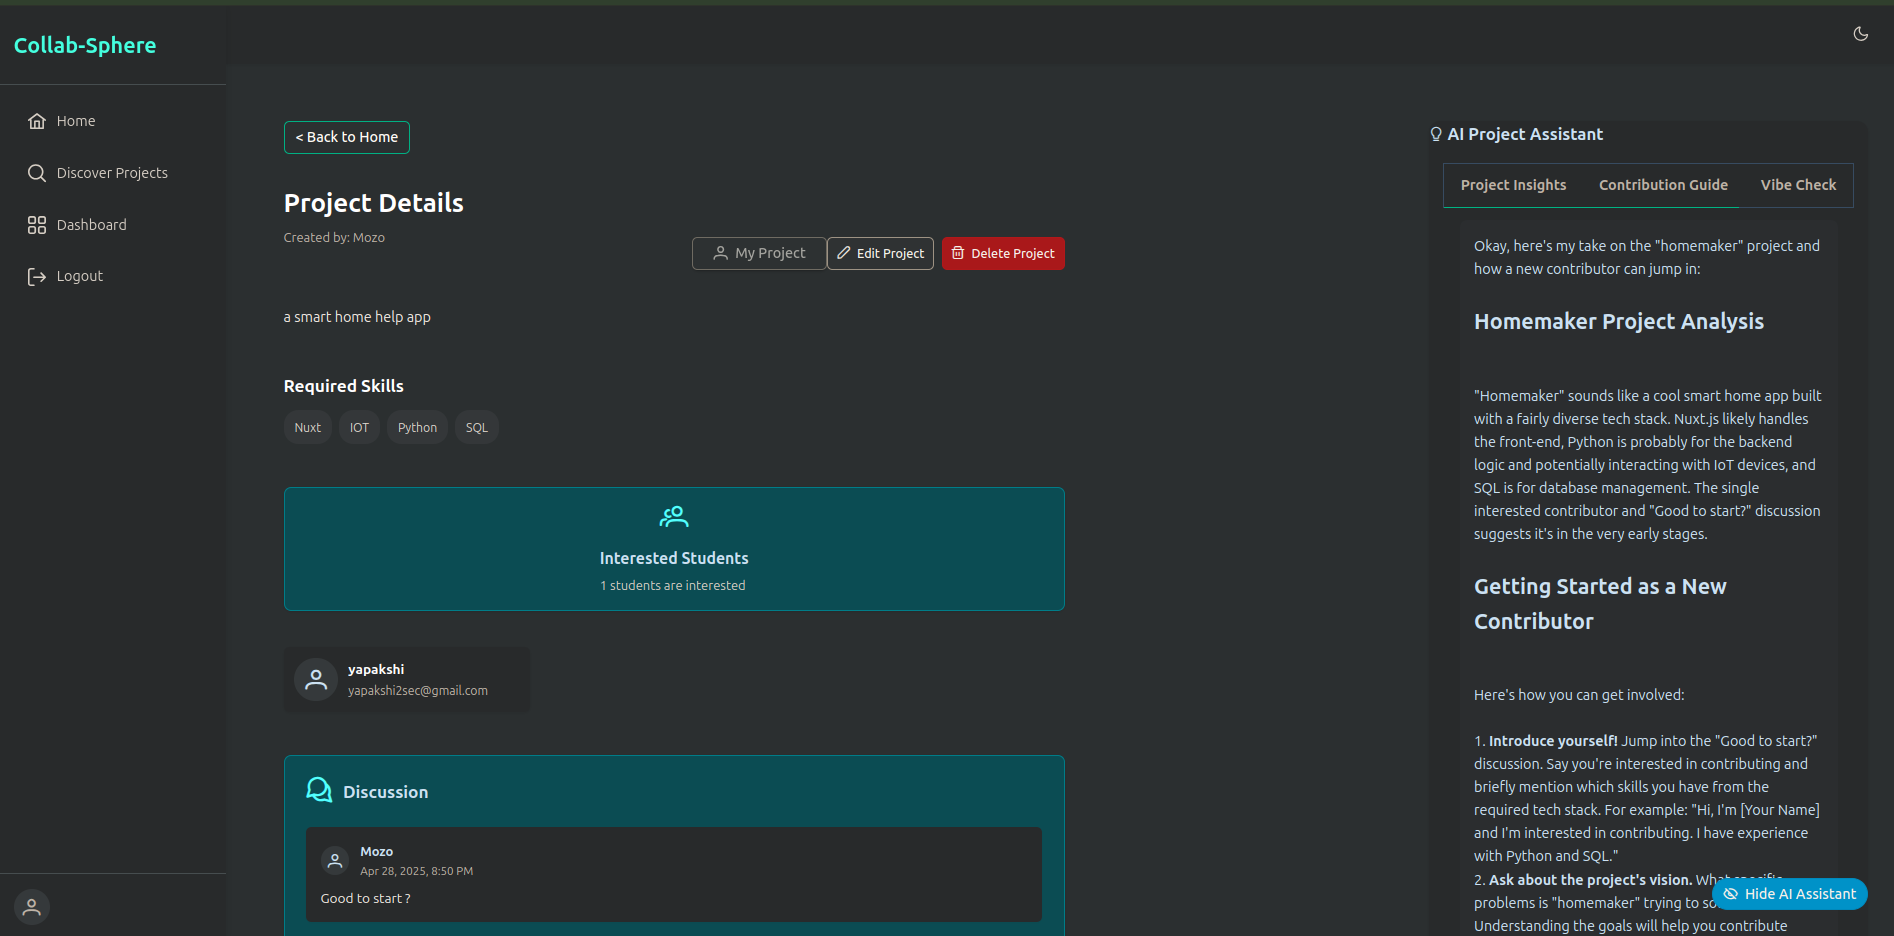 Collab-Sphere
Home
Discover Projects
Dashboard
Logout
< Back to Home
Project Details
Created by: Mozo
My Project
Edit Project
Delete Project
a smart home help app
Required Skills
Nuxt
IOT
Python
SQL
Interested Students
1 students are interested
yapakshi
yapakshi2sec@gmail.com
Discussion
Mozo
Apr 28, 2025, 8:50 PM
Good to start ?
AI Project Assistant
Project Insights
Contribution Guide
Vibe Check
Okay, here's my take on the "homemaker" project and
how a new contributor can jump in:
Homemaker Project Analysis
"Homemaker" sounds like a cool smart home app built
with a fairly diverse tech stack. Nuxt.js likely handles
the front-end, Python is probably for the backend
logic and potentially interacting with IoT devices, and
SQL is for database management. The single
interested contributor and "Good to start?" discussion
suggests it's in the very early stages.
Getting Started as a New
Contributor
Here's how you can get involved:
1. Introduce yourself! Jump into the "Good to start?"
discussion. Say you're interested in contributing and
briefly mention which skills you have from the
required tech stack. For example: "Hi, I'm [Your Name]
and I'm interested in contributing. I have experience
with Python and SQL."
2. Ask about the project's vision.
problems is "homemaker" trying to
Understanding the goals will help you contribute
Hide AI Assistant